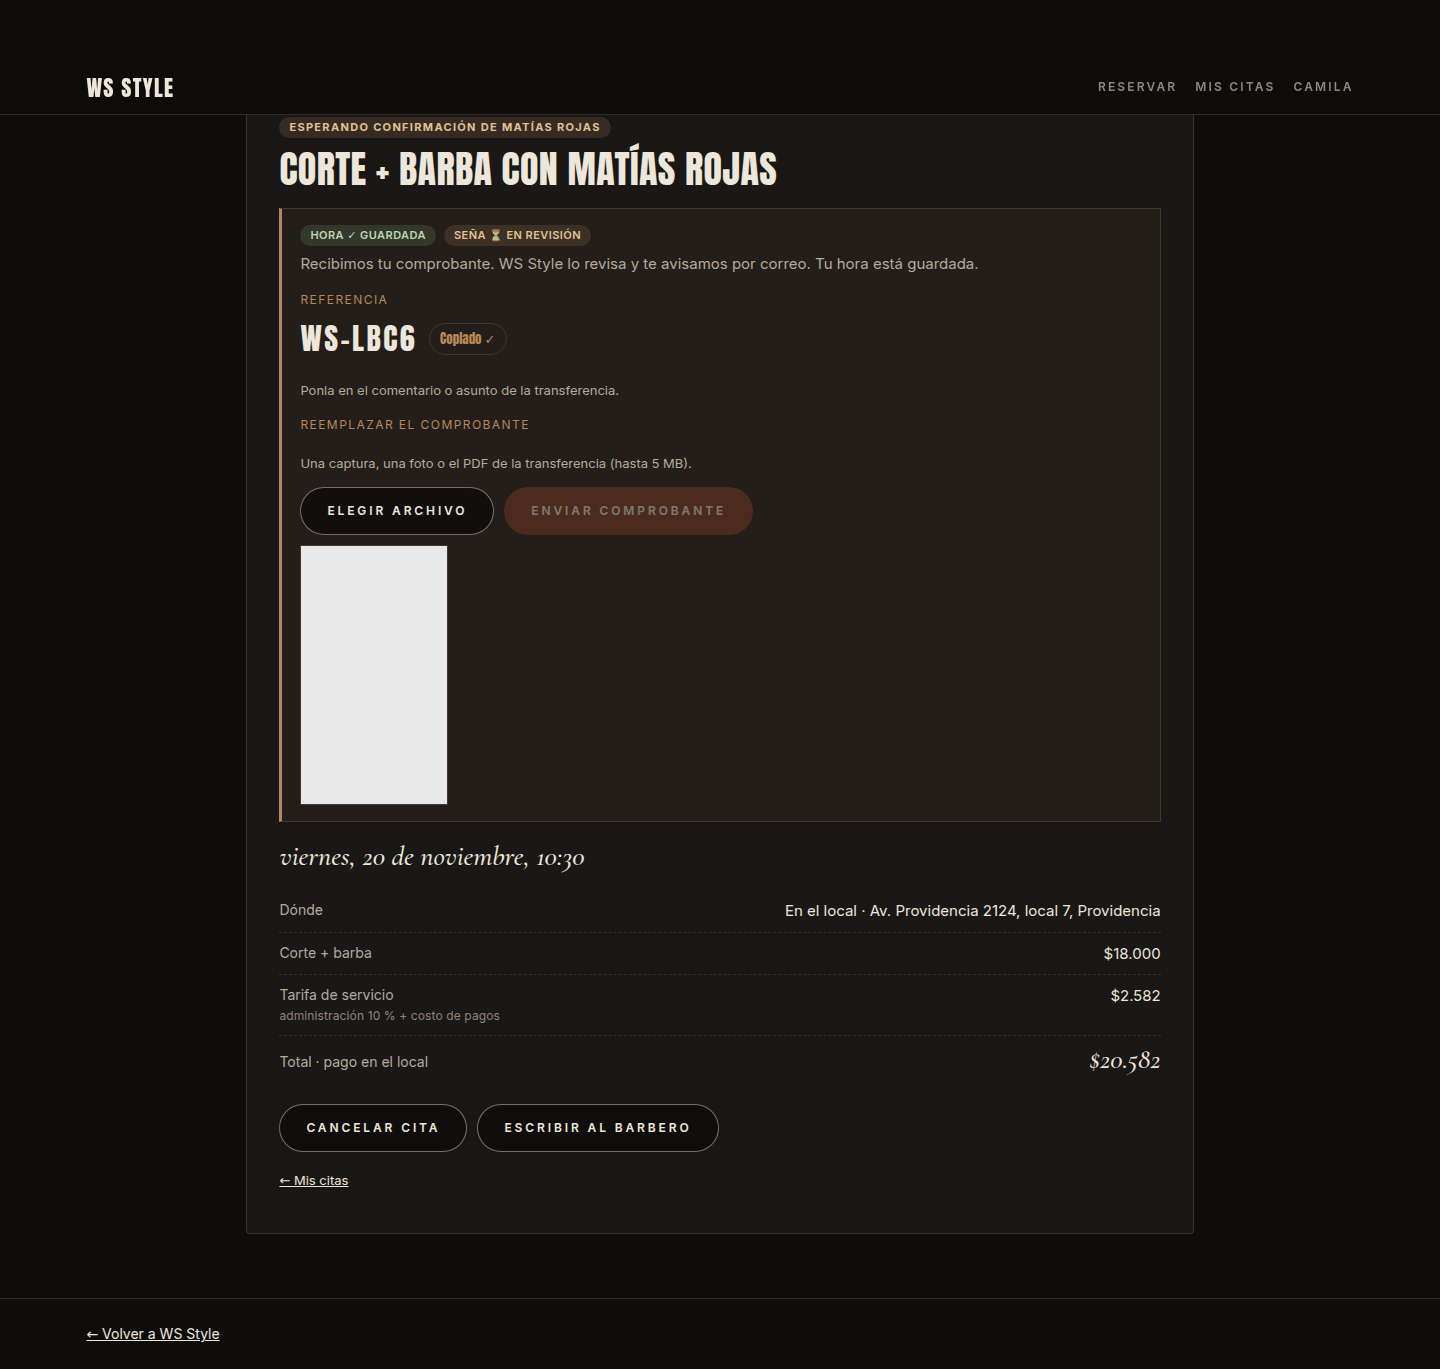 WS STYLE
RESERVAR MIS CITAS CAMILA
ESPERANDO CONFIRMACIÓN DE MATÍAS ROJAS
CORTE + BARBA CON MATÍAS ROJAS
HORA ✓ GUARDADA SEÑA ⏳ EN REVISIÓN
Recibimos tu comprobante. WS Style lo revisa y te avisamos por correo. Tu hora está guardada.
REFERENCIA
WS-LBC6 Copiado ✓
Ponla en el comentario o asunto de la transferencia.
REEMPLAZAR EL COMPROBANTE
Una captura, una foto o el PDF de la transferencia (hasta 5 MB).
ELEGIR ARCHIVO ENVIAR COMPROBANTE
viernes, 20 de noviembre, 10:30
Dónde En el local · Av. Providencia 2124, local 7, Providencia
Corte + barba $18.000
Tarifa de servicio $2.582
administración 10 % + costo de pagos
Total · pago en el local $20.582
CANCELAR CITA ESCRIBIR AL BARBERO
← Mis citas
← Volver a WS Style